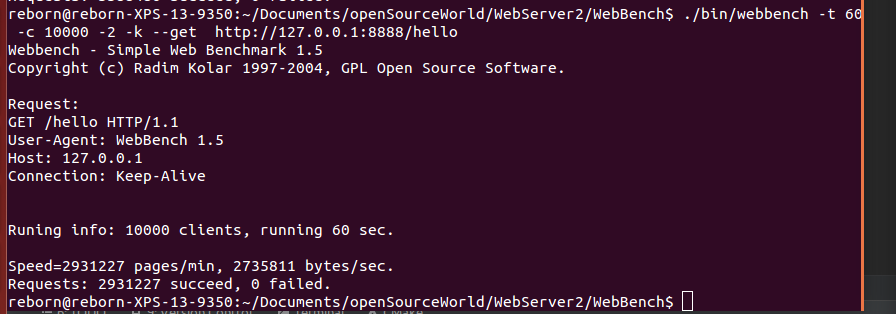 reborn@reborn-XPS-13-9350:~/Documents/openSourceWorld/WebServer2/WebBench$ ./bin/webbench -t 60
 -c 10000 -2 -k --get  http://127.0.0.1:8888/hello
Webbench - Simple Web Benchmark 1.5
Copyright (c) Radim Kolar 1997-2004, GPL Open Source Software.
Request:
GET /hello HTTP/1.1
User-Agent: WebBench 1.5
Host: 127.0.0.1
Connection: Keep-Alive
Runing info: 10000 clients, running 60 sec.
Speed=2931227 pages/min, 2735811 bytes/sec.
Requests: 2931227 succeed, 0 failed.
reborn@reborn-XPS-13-9350:~/Documents/openSourceWorld/WebServer2/WebBench$